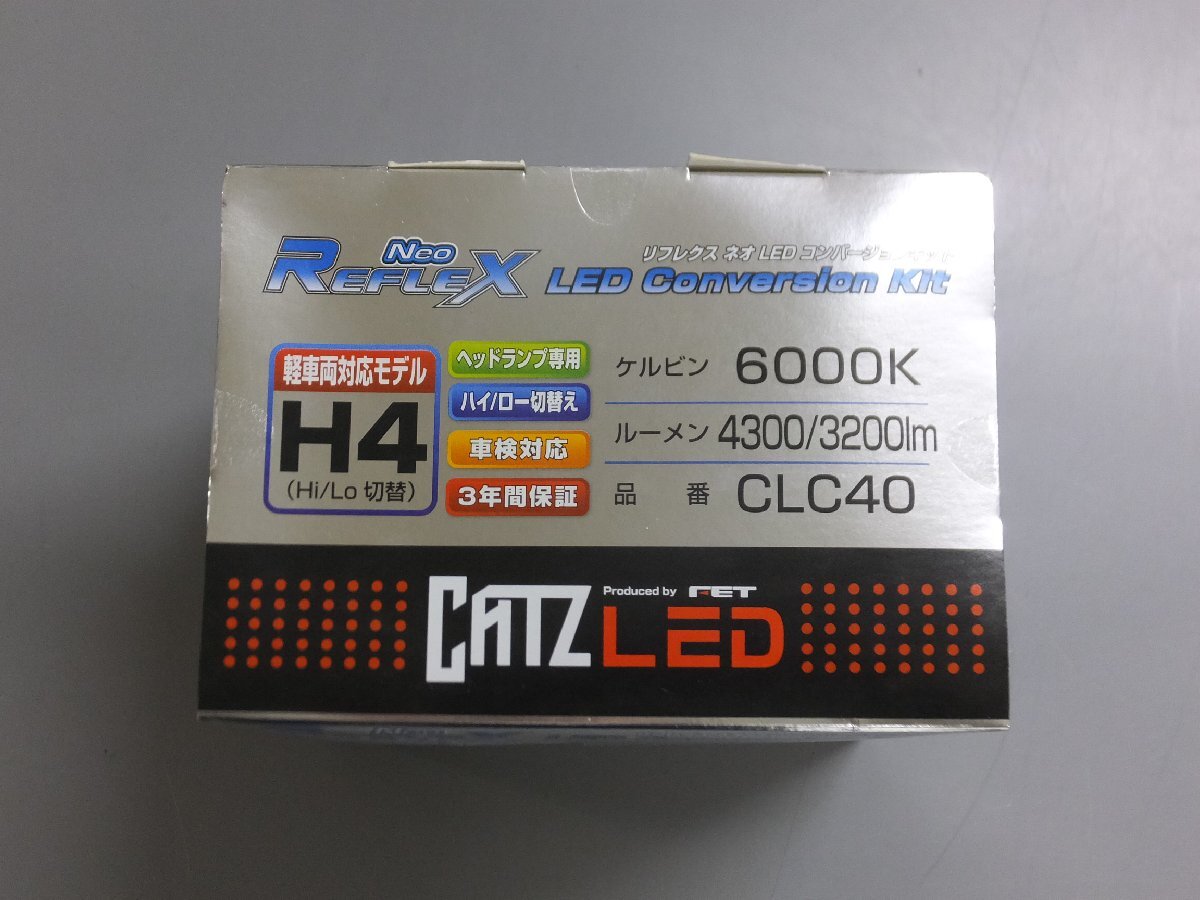 Neo
REFLEX
リフレクス ネオ LED コンバージョン
LED Conversion Kit
軽車両対応モデル
H4
(Hi/Lo 切替)
ヘッドランプ専用
ハイ/ロー切替え
車検対応
3年間保証
ケルビン 6000K
ルーメン 4300/3200lm
品 番 CLC40
CATZ
Produced by FET
LED